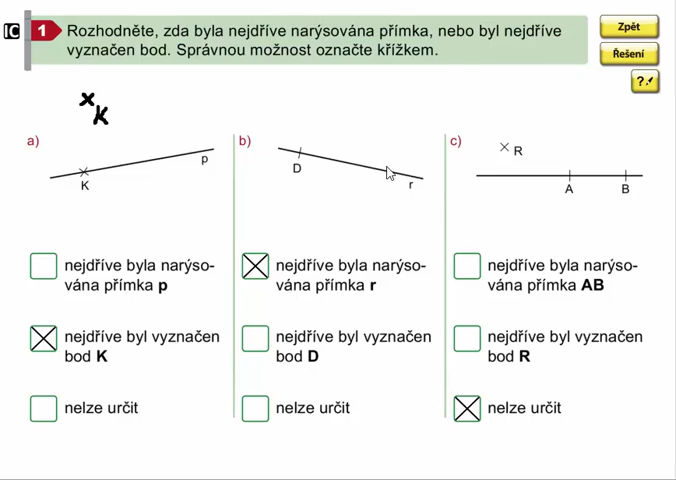 IC
1 Rozhodněte, zda byla nejdříve narýsována přímka, nebo byl nejdříve
vyznačen bod. Správnou možnost označte křížkem.
Zpět
Řešení
?
x
K
a)
p
K
nejdříve byla narýso-
vána přímka p
nejdříve byl vyznačen
bod K
nelze určit
b)
D
r
nejdříve byla narýso-
vána přímka r
nejdříve byl vyznačen
bod D
nelze určit
c)
R
A B
nejdříve byla narýso-
vána přímka AB
nejdříve byl vyznačen
bod R
nelze určit